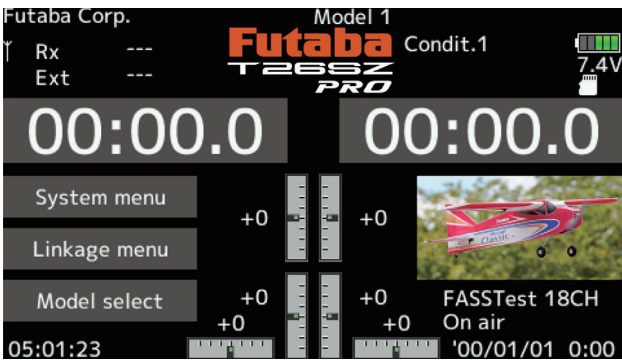 Futaba Corp.
Model 1
Rx ---
Ext ---
Futaba
T26SZ
PRO
Condit.1
7.4V
00:00.0
00:00.0
System menu
Linkage menu
Model select
+0
+0
+0
+0
+0
+0
Classic
FASSTest 18CH
On air
05:01:23
'00/01/01 0:00